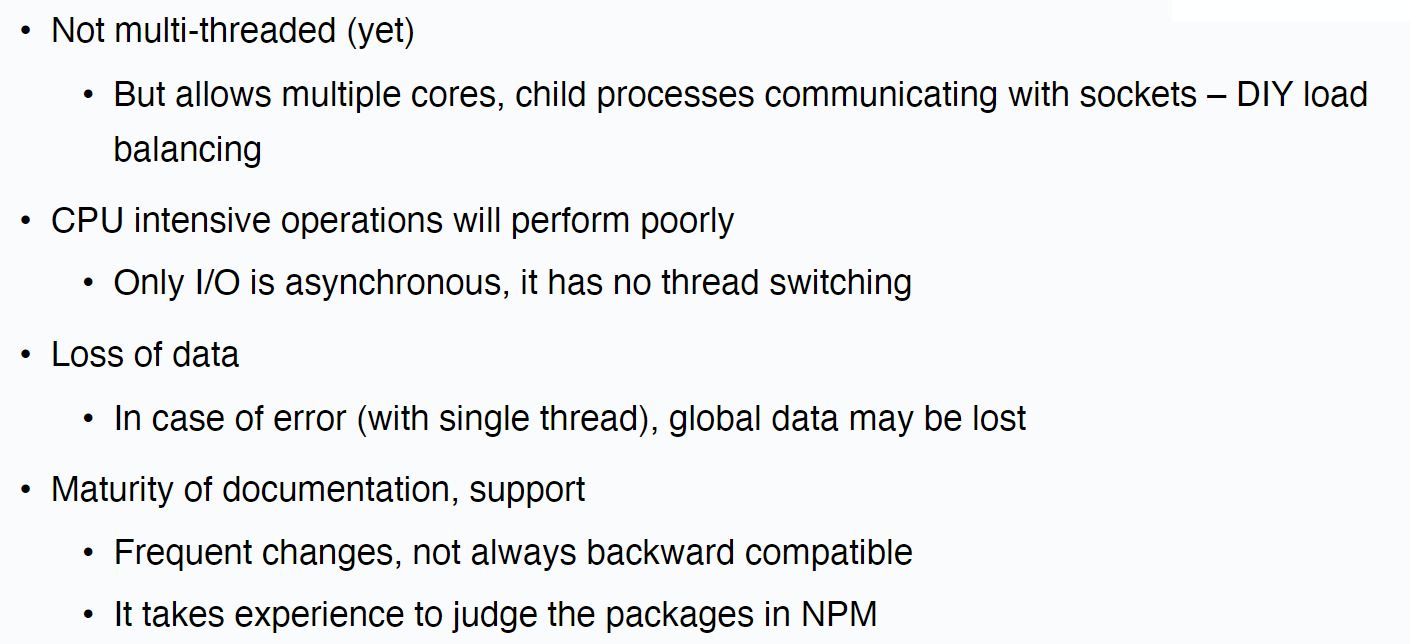 • Not multi-threaded (yet)
• But allows multiple cores, child processes communicating with sockets – DIY load
balancing
• CPU intensive operations will perform poorly
• Only I/O is asynchronous, it has no thread switching
• Loss of data
• In case of error (with single thread), global data may be lost
• Maturity of documentation, support
• Frequent changes, not always backward compatible
• It takes experience to judge the packages in NPM